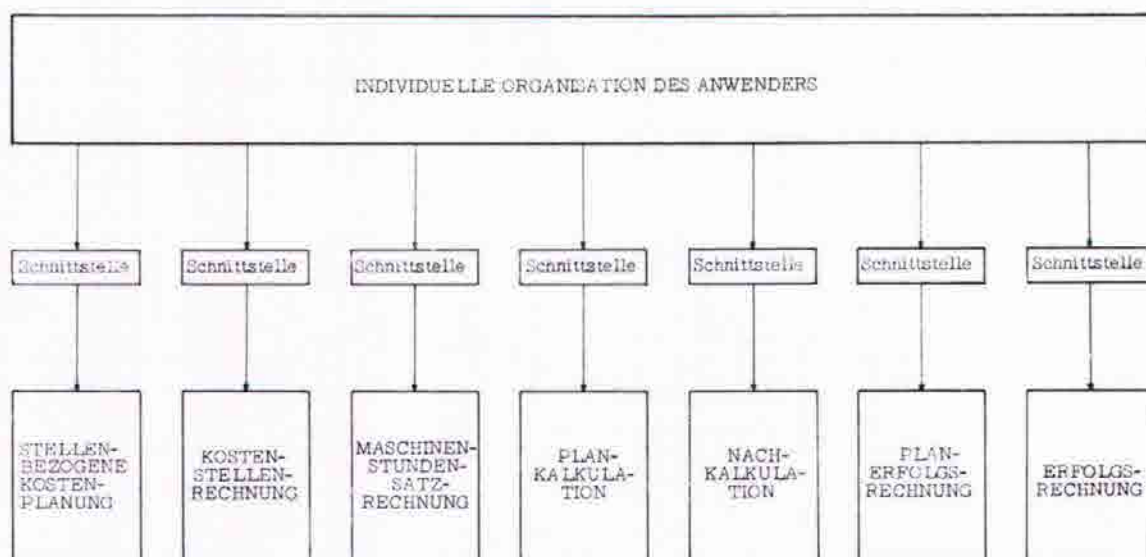 INDIVIDUELLE ORGANISATION DES ANWENDERS
Schnittstelle
Schnittstelle
Schnittstelle
Schnittstelle
Schnittstelle
Schnittstelle
Schnittstelle
STELLEN-
BEZOGENE
KOSTEN-
PLANUNG
KOSTEN-
STELLEN-
RECHNUNG
MASCHINEN-
STUNDEN-
SATZ-
RECHNUNG
PLAN-
KALKULA-
TION
NACH-
KALKULA-
TION
PLAN-
ERFOLGS-
RECHNUNG
ERFOLGS-
RECHNUNG